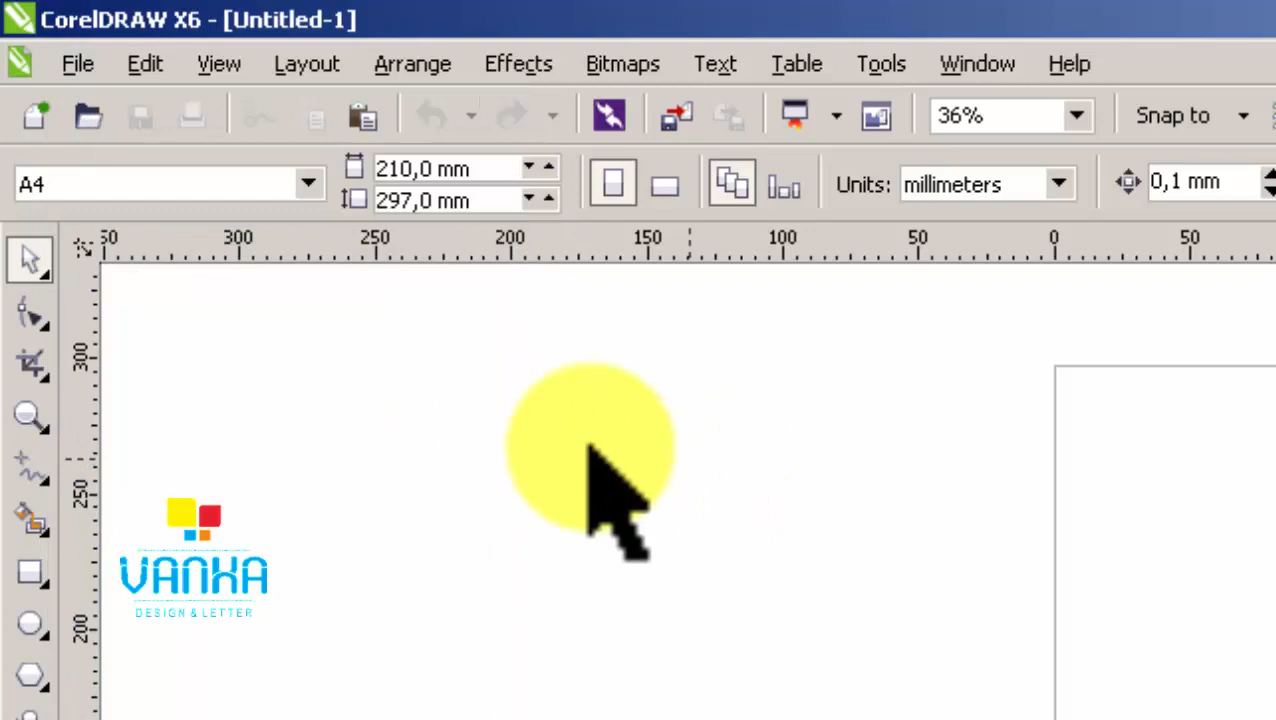 CorelDRAW X6 - [Untitled-1]
File Edit View Layout Arrange Effects Bitmaps Text Table Tools Window Help
36% Snap to
A4 210,0 mm Units: millimeters 0,1 mm
297,0 mm
50 300 250 200 150 100 50 0 50
300
250
200
VANKA
DESIGN & LETTER